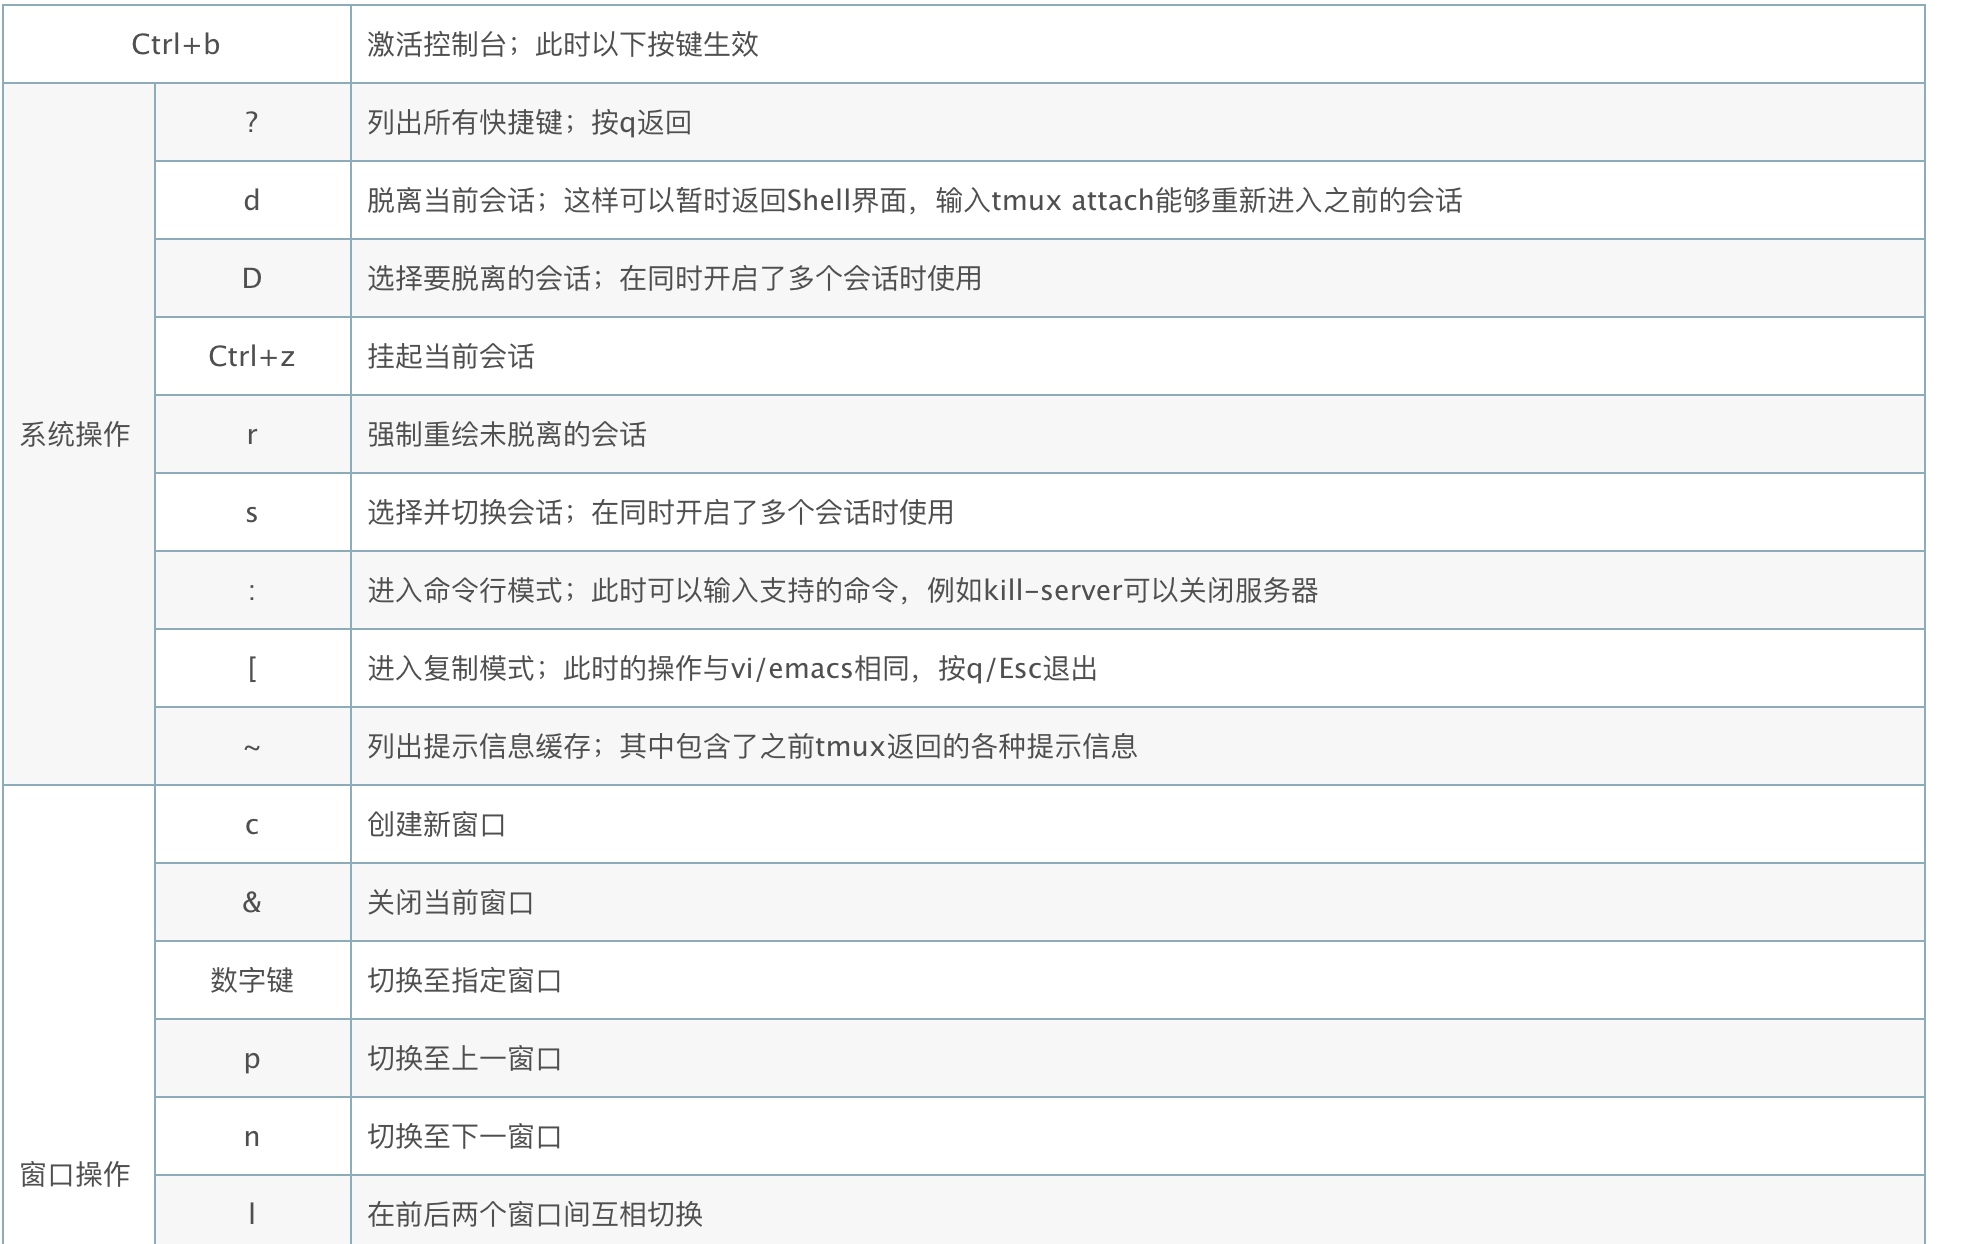 Ctrl+b 激活控制台；此时以下按键生效
系统操作
? 列出所有快捷键；按q返回
d 脱离当前会话；这样可以暂时返回Shell界面，输入tmux attach能够重新进入之前的会话
D 选择要脱离的会话；在同时开启了多个会话时使用
Ctrl+z 挂起当前会话
r 强制重绘未脱离的会话
s 选择并切换会话；在同时开启了多个会话时使用
: 进入命令行模式；此时可以输入支持的命令，例如kill-server可以关闭服务器
[ 进入复制模式；此时的操作与vi/emacs相同，按q/Esc退出
~ 列出提示信息缓存；其中包含了之前tmux返回的各种提示信息
窗口操作
c 创建新窗口
& 关闭当前窗口
数字键 切换至指定窗口
p 切换至上一窗口
n 切换至下一窗口
l 在前后两个窗口间互相切换